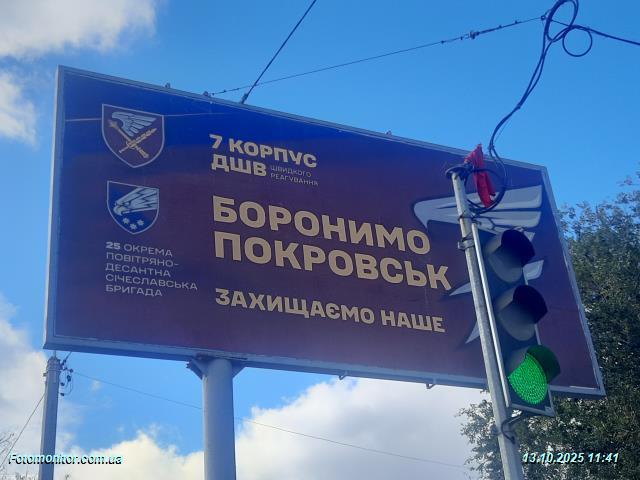 7 КОРПУС
ДШВ ШВИДКОГО
РЕАГУВАННЯ
БОРОНИМО
ПОКРОВСЬК
ЗАХИЩАЄМО НАШЕ
25 ОКРЕМА
ПОВІТРЯНО-
ДЕСАНТНА
СІЧЕСЛАВСЬКА
БРИГАДА
Fotomonitor.com.ua
13.10.2025 11:41